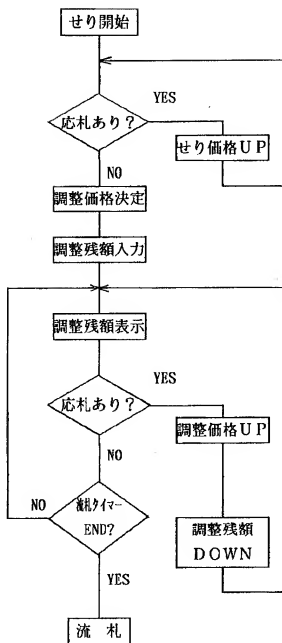 せり開始
YES
応札あり？
せり価格UP
NO
調整価格決定
調整残額入力
調整残額表示
YES
応札あり？
調整価格UP
NO
NO
流札タイマー
END?
調整残額
DOWN
YES
流札